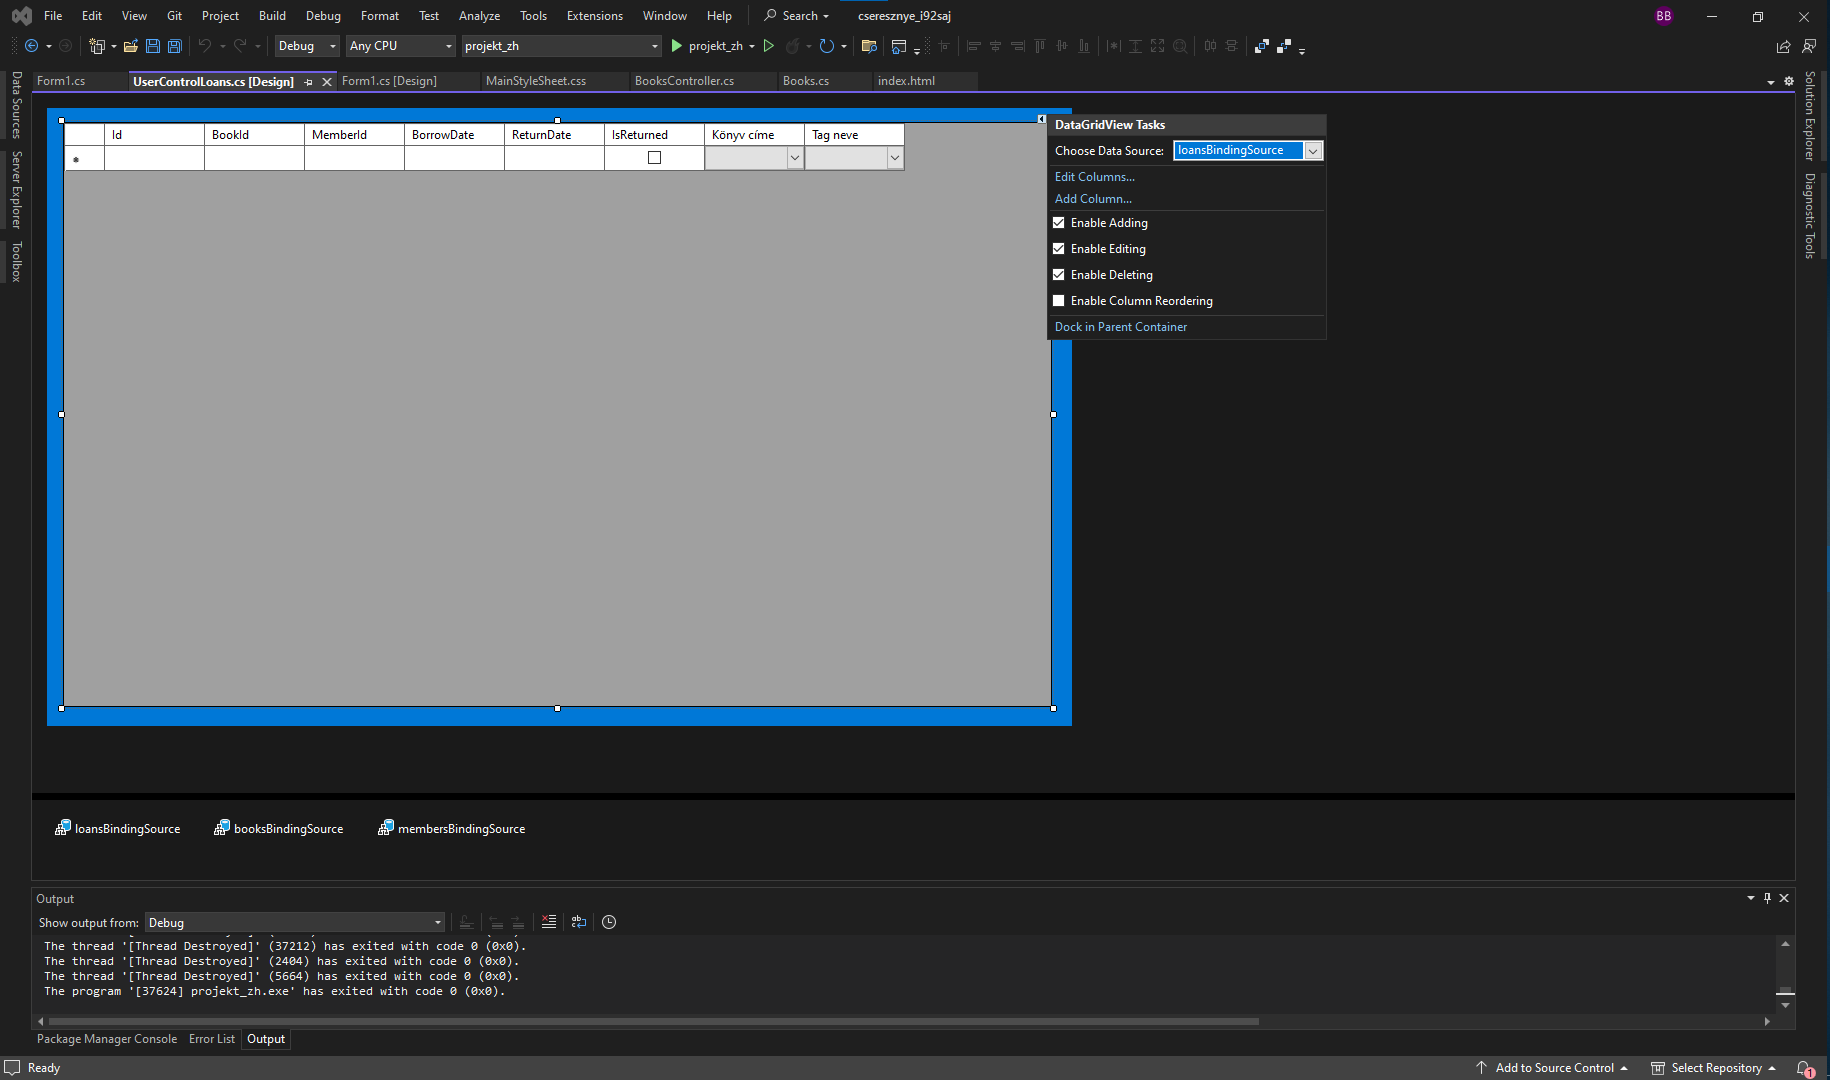 File Edit View Git Project Build Debug Format Test Analyze Tools Extensions Window Help Search cseresznye_i92saj BB
Debug Any CPU projekt_zh projekt_zh
Form1.cs UserControlLoans.cs [Design] Form1.cs [Design] MainStyleSheet.css BooksController.cs Books.cs index.html
Data Sources
Server Explorer
Toolbox
Id BookId MemberId BorrowDate ReturnDate IsReturned Könyv címe Tag neve
DataGridView Tasks
Choose Data Source: loansBindingSource
Edit Columns...
Add Column...
Enable Adding
Enable Editing
Enable Deleting
Enable Column Reordering
Dock in Parent Container
Solution Explorer
Diagnostic Tools
loansBindingSource booksBindingSource membersBindingSource
Output
Show output from: Debug
The thread '[Thread Destroyed]' (37212) has exited with code 0 (0x0).
The thread '[Thread Destroyed]' (2404) has exited with code 0 (0x0).
The thread '[Thread Destroyed]' (5664) has exited with code 0 (0x0).
The program '[37624] projekt_zh.exe' has exited with code 0 (0x0).
Package Manager Console Error List Output
Ready Add to Source Control Select Repository 1